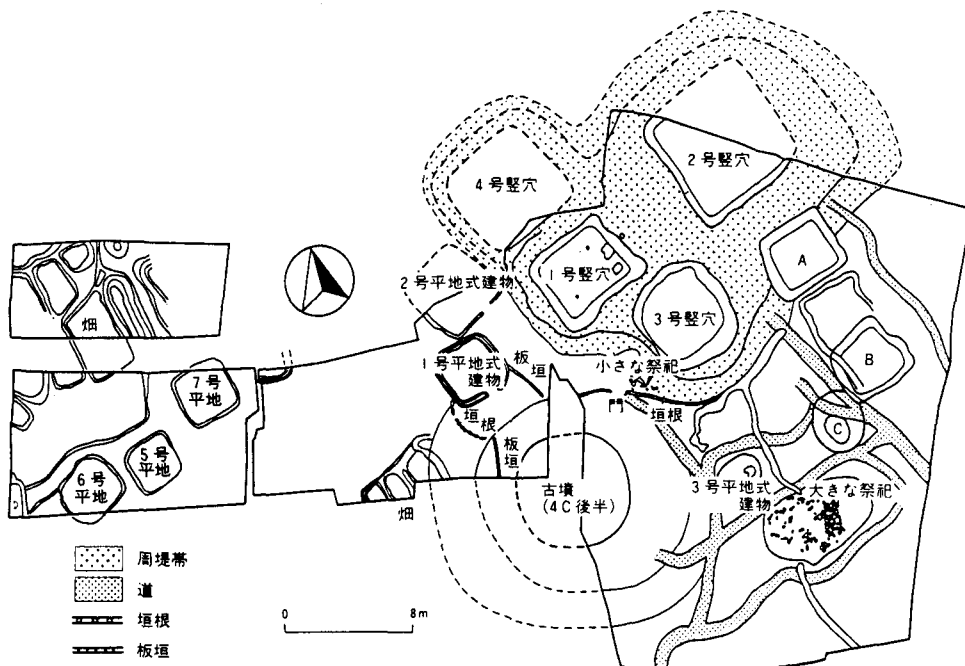 2号竪穴
4号竪穴
1号竪穴
3号竪穴
A
B
C
2号平地式建物
1号平地式
建物
板
垣
小さな祭祀
門
垣根
垣
根
板
垣
畑
7号
平地
5号
平地
6号
平地
畑
古墳
(4C後半)
3号平地式
建物
大きな祭祀
周堤帯
道
垣根
板垣
0
8m